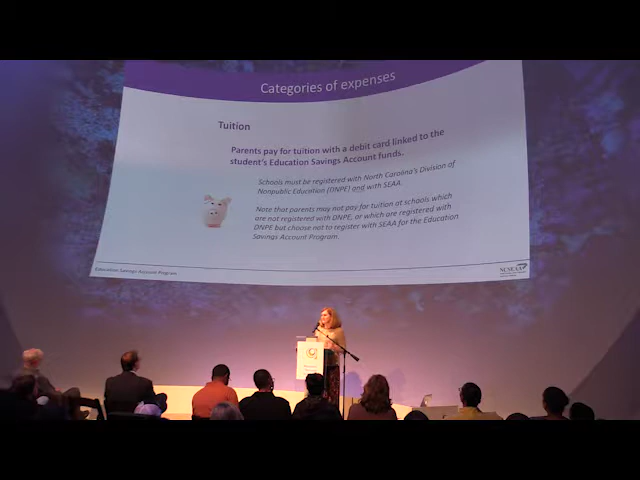 Categories of expenses
Tuition
Parents pay for tuition with a debit card linked to the
student's Education Savings Account funds.
Schools must be registered with North Carolina's Division of
Nonpublic Education (DNPE) and with SEAA.
Note that parents may not pay for tuition at schools which
are not registered with DNPE, or which are registered with
DNPE but choose not to register with SEAA for the Education
Savings Account Program.
Education Savings Account Program
NCSEAA